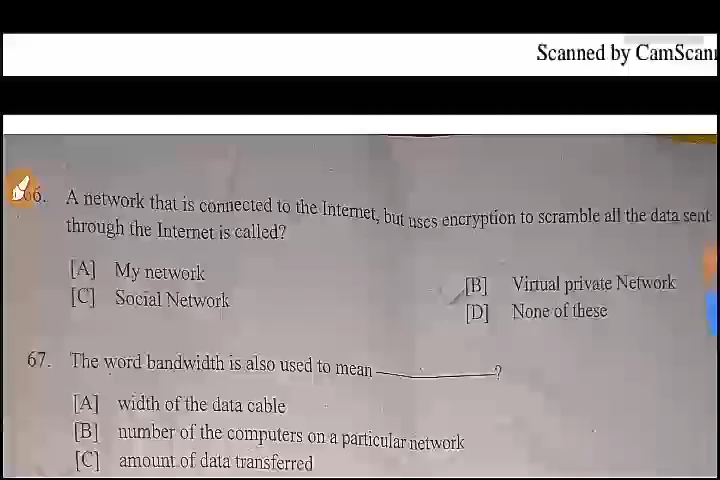 Scanned by CamScan
66. A network that is connected to the Internet, but uses encryption to scramble all the data sent
through the Internet is called?
[A] My network
[B] Virtual private Network
[C] Social Network
[D] None of these
67. The word bandwidth is also used to mean __________?
[A] width of the data cable
[B] number of the computers on a particular network
[C] amount of data transferred